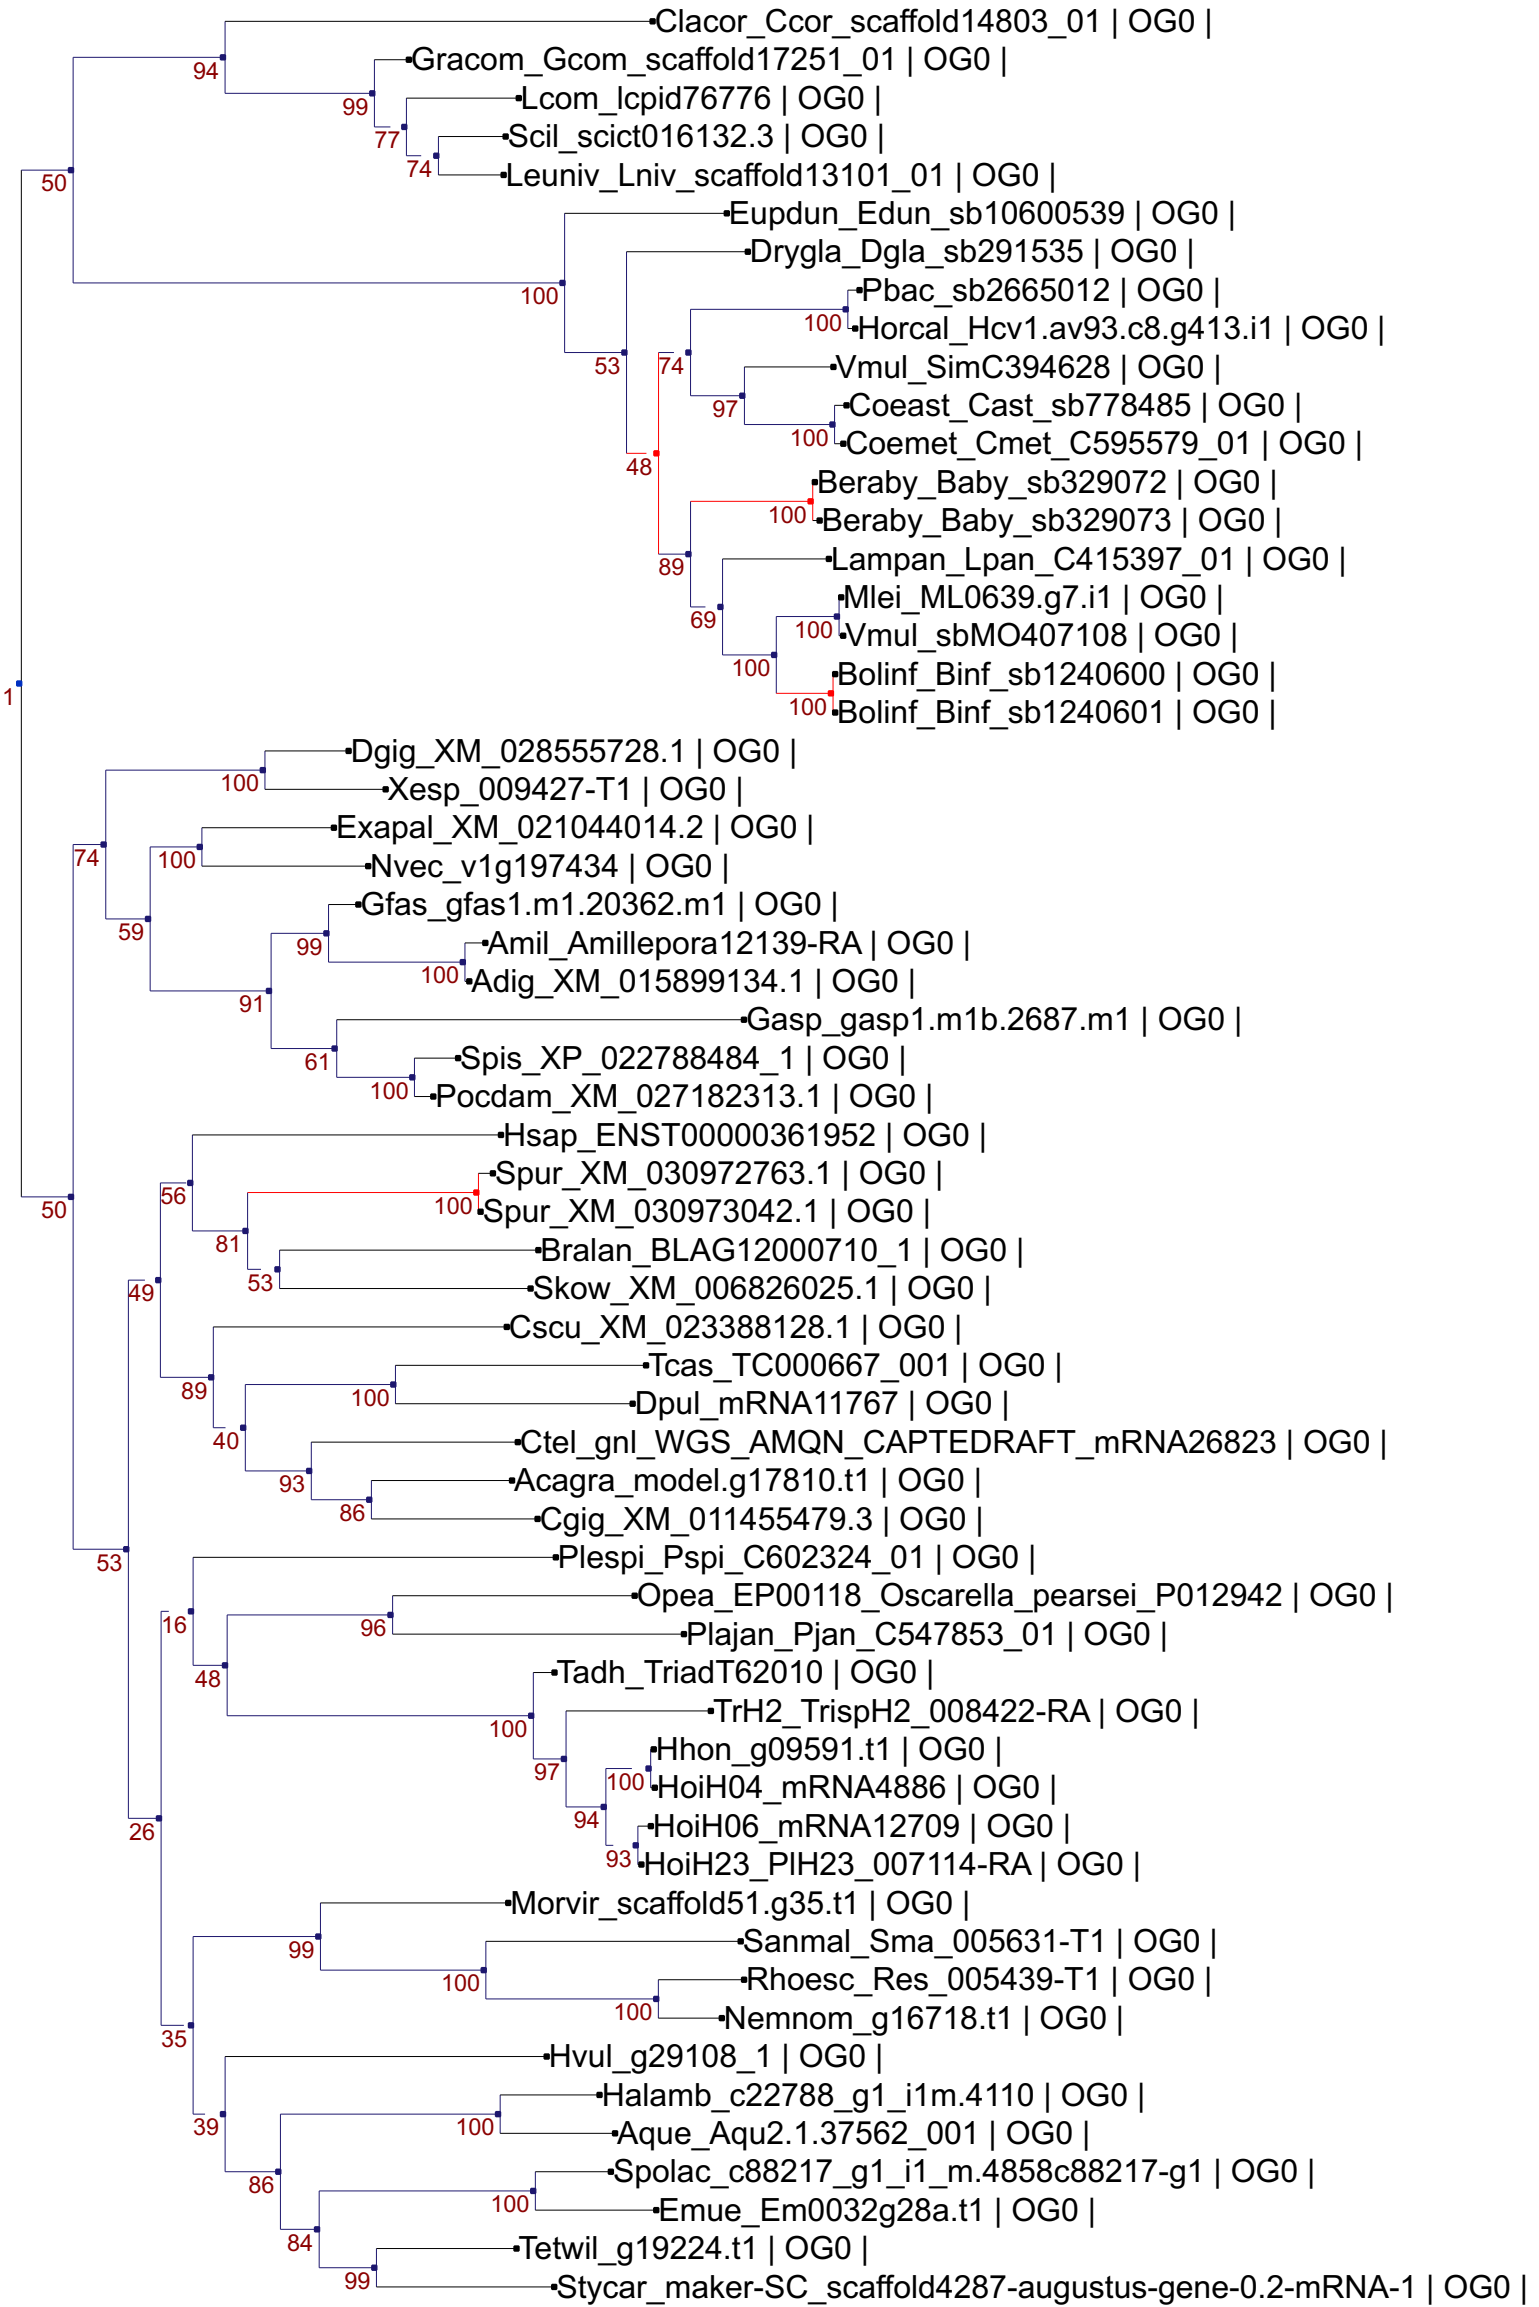 Clacor_Ccor_scaffold14803_01 | OG0 |
94
Gracom_Gcom_scaffold17251_01 | OG0 |
99
Lcom_lcpid76776 | OG0 |
77
Scil_scict016132.3 | OG0 |
74
Leuniv_Lniv_scaffold13101_01 | OG0 |
50
Eupdun_Edun_sb10600539 | OG0 |
Drygla_Dgla_sb291535 | OG0 |
100
Pbac_sb2665012 | OG0 |
100
Horcal_Hcv1.av93.c8.g413.i1 | OG0 |
53
74
Vmul_SimC394628 | OG0 |
97
Coeast_Cast_sb778485 | OG0 |
100
Coemet_Cmet_C595579_01 | OG0 |
48
Beraby_Baby_sb329072 | OG0 |
100
Beraby_Baby_sb329073 | OG0 |
89
Lampan_Lpan_C415397_01 | OG0 |
69
Mlei_ML0639.g7.i1 | OG0 |
100
Vmul_sbMO407108 | OG0 |
100
Bolinf_Binf_sb1240600 | OG0 |
100
Bolinf_Binf_sb1240601 | OG0 |
1
Dgig_XM_028555728.1 | OG0 |
100
Xesp_009427-T1 | OG0 |
74
Exapal_XM_021044014.2 | OG0 |
100
Nvec_v1g197434 | OG0 |
59
Gfas_gfas1.m1.20362.m1 | OG0 |
99
Amil_Amillepora12139-RA | OG0 |
100
Adig_XM_015899134.1 | OG0 |
91
Gasp_gasp1.m1b.2687.m1 | OG0 |
61
Spis_XP_022788484_1 | OG0 |
100
Pocdam_XM_027182313.1 | OG0 |
Hsap_ENST00000361952 | OG0 |
50
56
Spur_XM_030972763.1 | OG0 |
100
Spur_XM_030973042.1 | OG0 |
81
Bralan_BLAG12000710_1 | OG0 |
53
Skow_XM_006826025.1 | OG0 |
49
Cscu_XM_023388128.1 | OG0 |
89
Tcas_TC000667_001 | OG0 |
100
Dpul_mRNA11767 | OG0 |
40
Ctel_gnl_WGS_AMQN_CAPTEDRAFT_mRNA26823 | OG0 |
93
Acagra_model.g17810.t1 | OG0 |
86
Cgig_XM_011455479.3 | OG0 |
53
Plespi_Pspi_C602324_01 | OG0 |
16
Opea_EP00118_Oscarella_pearsei_P012942 | OG0 |
96
Plajan_Pjan_C547853_01 | OG0 |
48
Tadh_TriadT62010 | OG0 |
100
TrH2_TrispH2_008422-RA | OG0 |
97
Hhon_g09591.t1 | OG0 |
100
HoiH04_mRNA4886 | OG0 |
94
HoiH06_mRNA12709 | OG0 |
93
HoiH23_PlH23_007114-RA | OG0 |
26
Morvir_scaffold51.g35.t1 | OG0 |
99
Sanmal_Sma_005631-T1 | OG0 |
100
Rhoesc_Res_005439-T1 | OG0 |
100
Nemnom_g16718.t1 | OG0 |
35
Hvul_g29108_1 | OG0 |
39
Halamb_c22788_g1_i1m.4110 | OG0 |
100
Aque_Aqu2.1.37562_001 | OG0 |
86
Spolac_c88217_g1_i1_m.4858c88217-g1 | OG0 |
100
Emue_Em0032g28a.t1 | OG0 |
84
Tetwil_g19224.t1 | OG0 |
99
Stycar_maker-SC_scaffold4287-augustus-gene-0.2-mRNA-1 | OG0 |